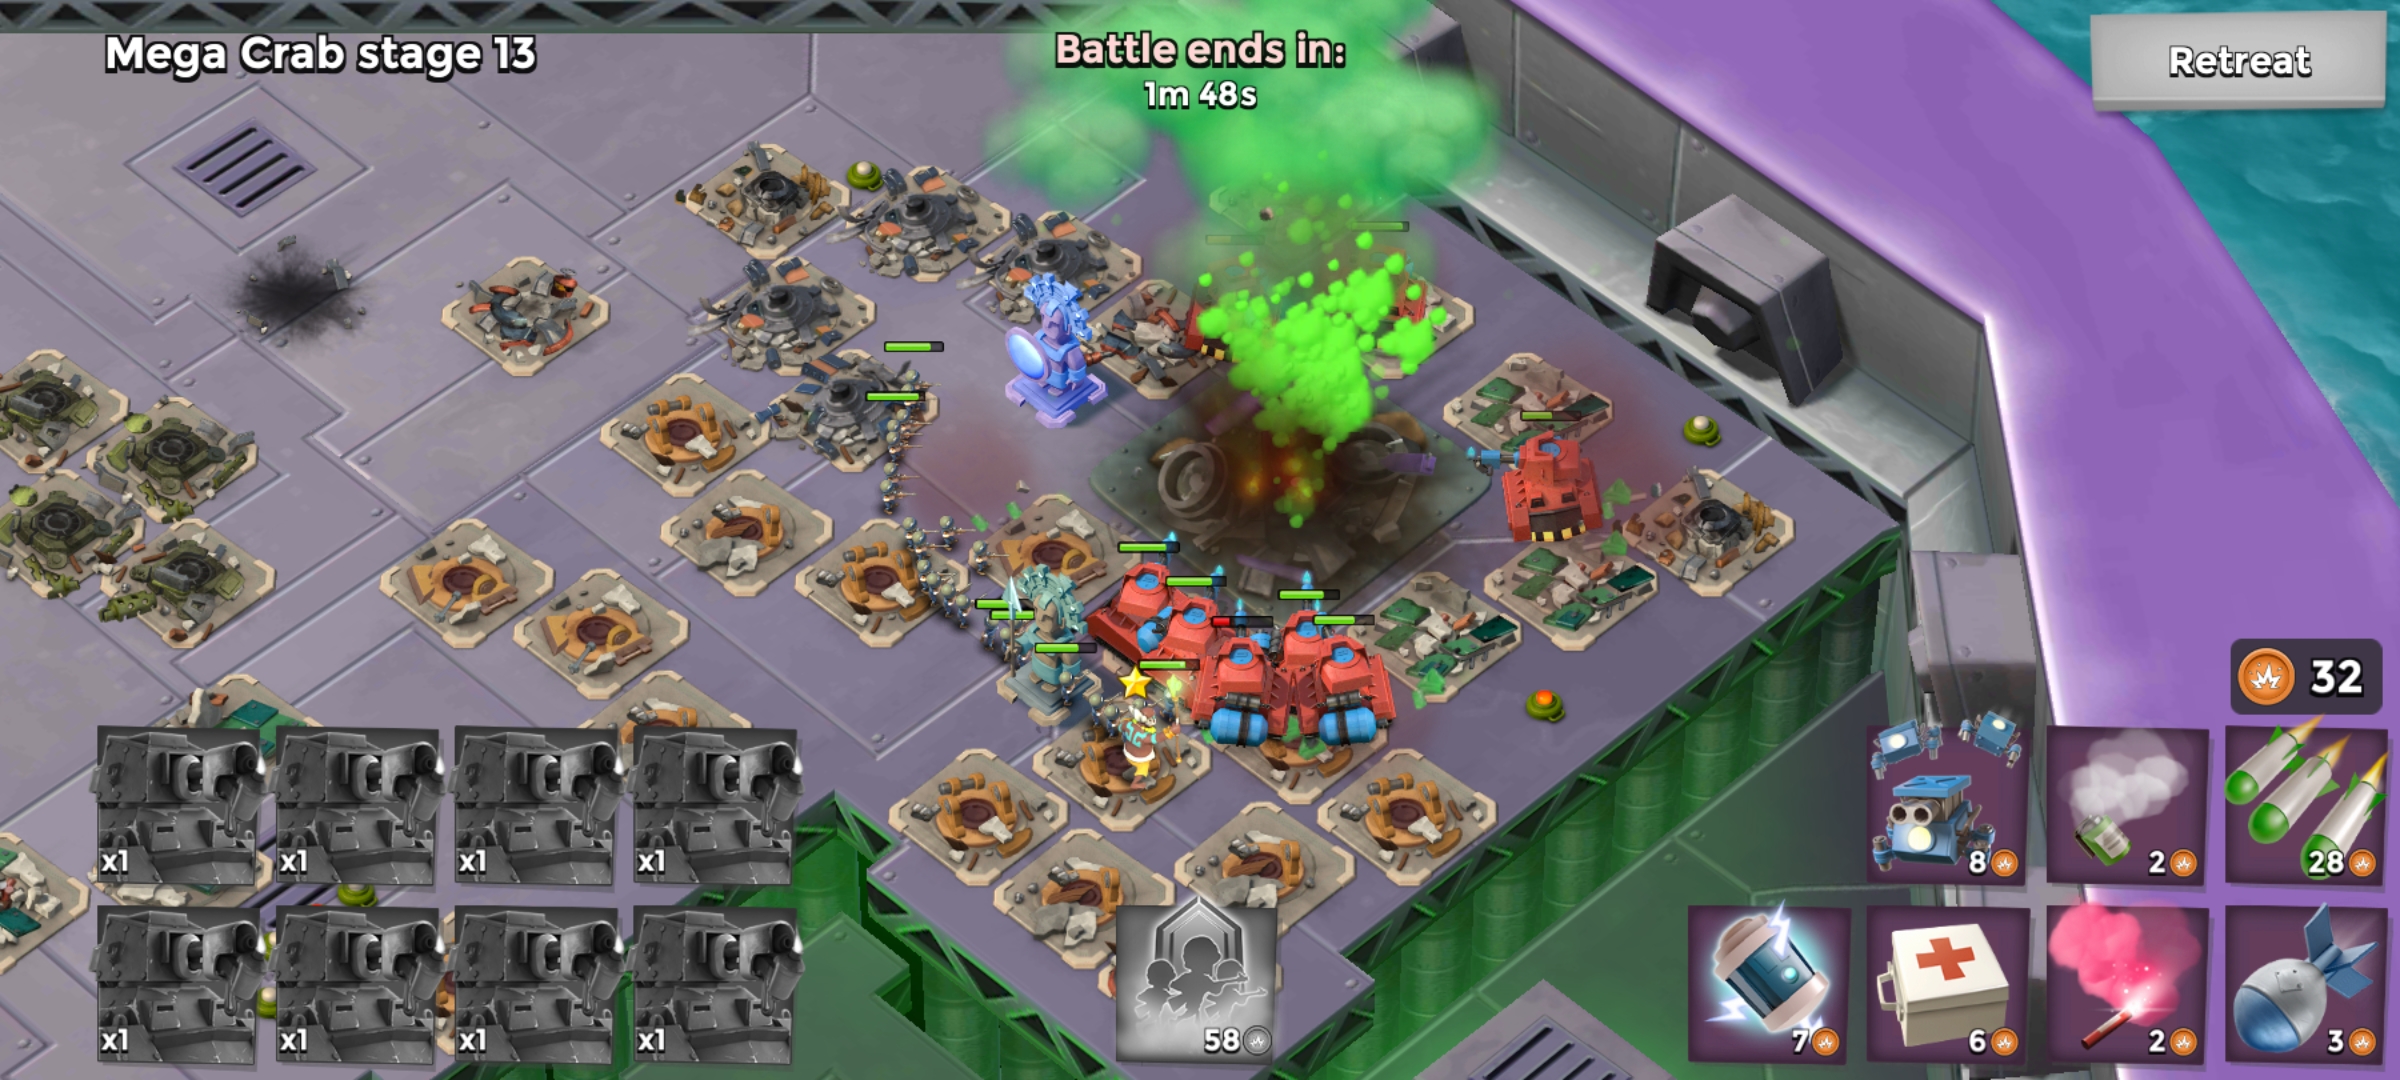 Mega Crab stage 13
Battle ends in:
1m 48s
Retreat
32
8
2
28
x1
x1
x1
x1
x1
x1
x1
x1
58
7
6
2
3